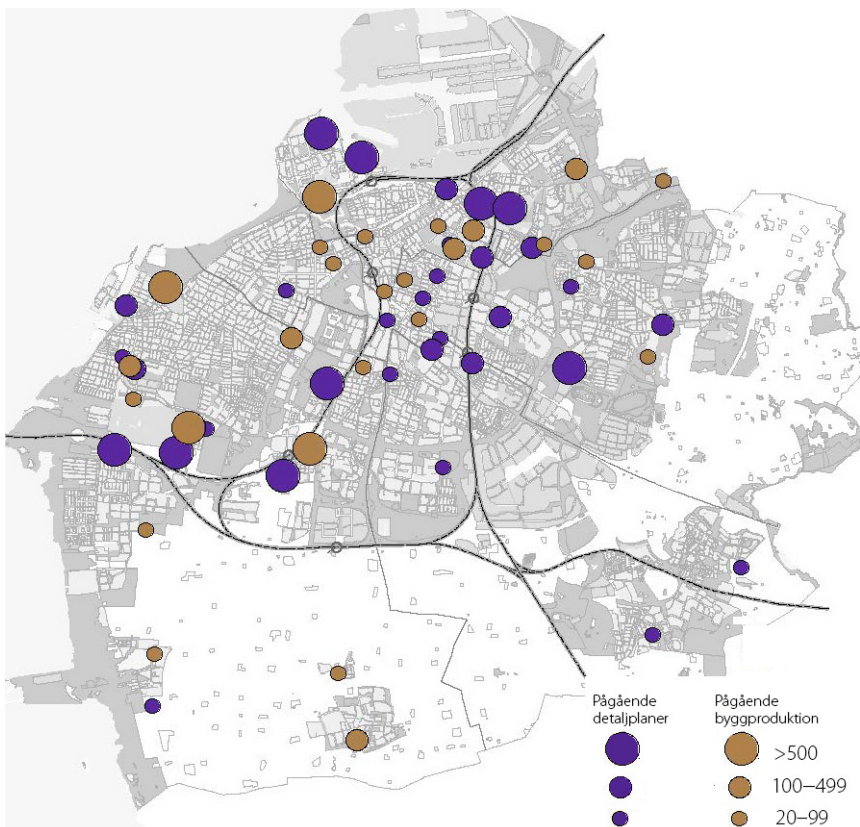 Pågående
detaljplaner
Pågående
byggproduktion
>500
100–499
20–99